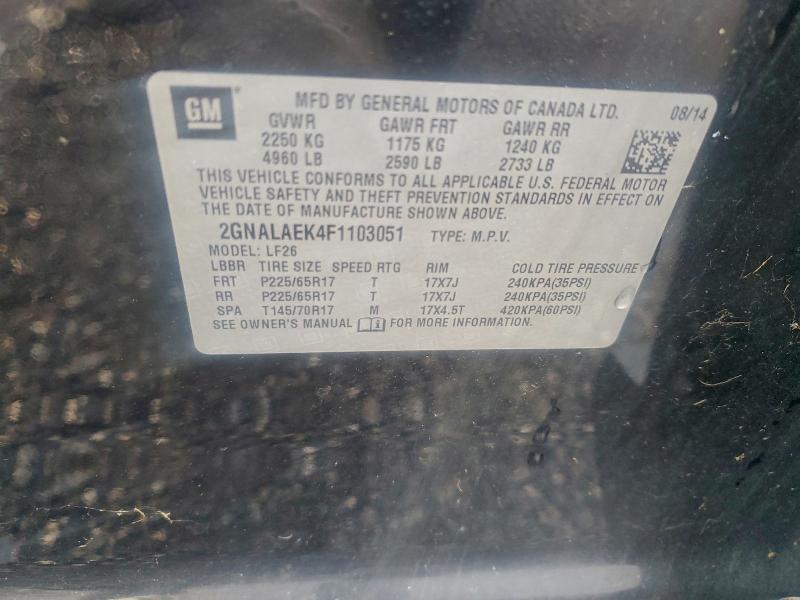 GM
MFD BY GENERAL MOTORS OF CANADA LTD. 08/14
GVWR GAWR FRT GAWR RR
2250 KG 1175 KG 1240 KG
4960 LB 2590 LB 2733 LB
THIS VEHICLE CONFORMS TO ALL APPLICABLE U.S. FEDERAL MOTOR
VEHICLE SAFETY AND THEFT PREVENTION STANDARDS IN EFFECT ON
THE DATE OF MANUFACTURE SHOWN ABOVE.
2GNALAEK4F1103051 TYPE: M.P.V.
MODEL: LF26
LBBR TIRE SIZE SPEED RTG RIM COLD TIRE PRESSURE
FRT P225/65R17 T 17X7J 240KPA(35PSI)
RR P225/65R17 T 17X7J 240KPA(35PSI)
SPA T145/70R17 M 17X4.5T 420KPA(60PSI)
SEE OWNER'S MANUAL FOR MORE INFORMATION.